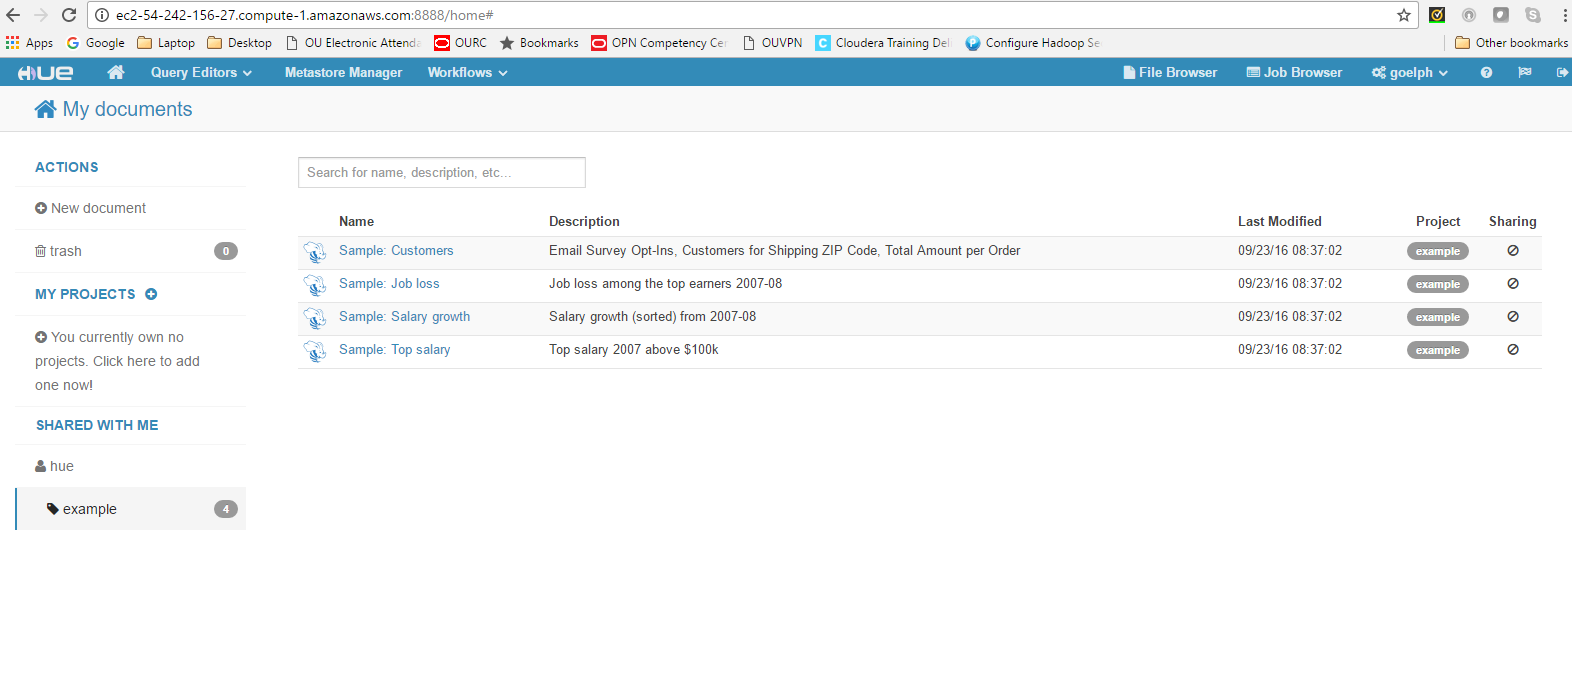 ec2-54-242-156-27.compute-1.amazonaws.com:8888/home#
Apps Google Laptop Desktop OU Electronic Attenda OURC Bookmarks OPN Competency Cen OUVPN Cloudera Training Deli Configure Hadoop Se Other bookmarks
HUE Query Editors Metastore Manager Workflows File Browser Job Browser goelph
My documents
ACTIONS
New document
trash 0
MY PROJECTS
You currently own no
projects. Click here to add
one now!
SHARED WITH ME
hue
example 4
Search for name, description, etc...
Name Description Last Modified Project Sharing
Sample: Customers Email Survey Opt-Ins, Customers for Shipping ZIP Code, Total Amount per Order 09/23/16 08:37:02 example
Sample: Job loss Job loss among the top earners 2007-08 09/23/16 08:37:02 example
Sample: Salary growth Salary growth (sorted) from 2007-08 09/23/16 08:37:02 example
Sample: Top salary Top salary 2007 above $100k 09/23/16 08:37:02 example